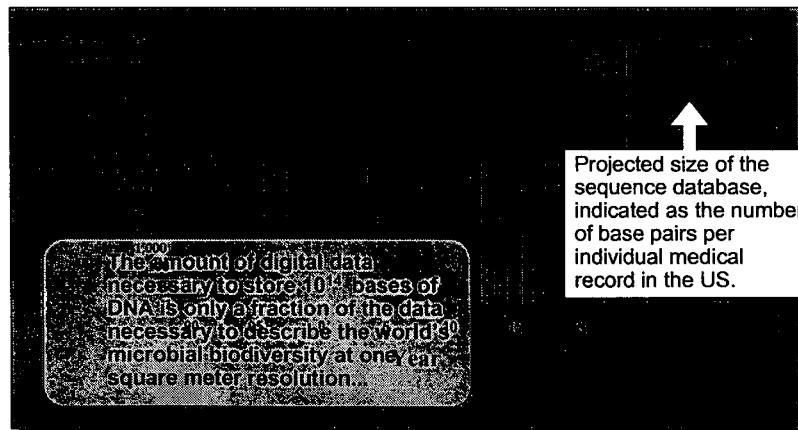 Projected size of the
sequence database,
indicated as the number
of base pairs per
individual medical
record in the US.
The amount of digital data
necessary to store 10¹⁴ bases of
DNA is only a fraction of the data
necessary to describe the world's
microbial biodiversity at one
Year
square meter resolution...